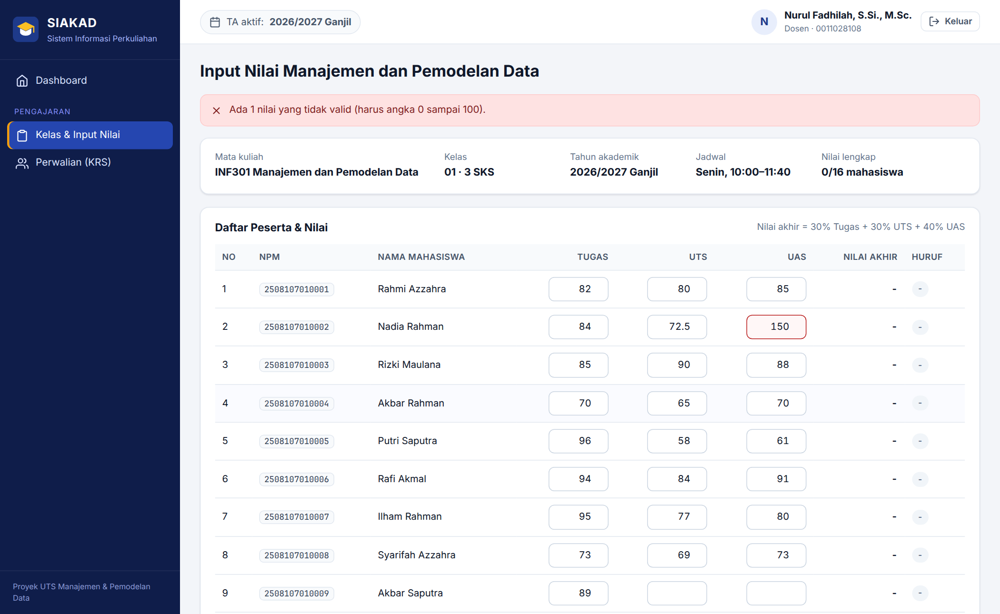 SIAKAD
Sistem Informasi Perkuliahan
Dashboard
PENGAJARAN
Kelas & Input Nilai
Perwalian (KRS)
Proyek UTS Manajemen & Pemodelan
Data
TA aktif: 2026/2027 Ganjil
N
Nurul Fadhilah, S.Si., M.Sc.
Dosen · 0011028108
Keluar
Input Nilai Manajemen dan Pemodelan Data
Ada 1 nilai yang tidak valid (harus angka 0 sampai 100).
Mata kuliah
INF301 Manajemen dan Pemodelan Data
Kelas
01 · 3 SKS
Tahun akademik
2026/2027 Ganjil
Jadwal
Senin, 10:00–11:40
Nilai lengkap
0/16 mahasiswa
Daftar Peserta & Nilai
Nilai akhir = 30% Tugas + 30% UTS + 40% UAS
NO NPM NAMA MAHASISWA TUGAS UTS UAS NILAI AKHIR HURUF
1 2508107010001 Rahmi Azzahra 82 80 85 - -
2 2508107010002 Nadia Rahman 84 72.5 150 - -
3 2508107010003 Rizki Maulana 85 90 88 - -
4 2508107010004 Akbar Rahman 70 65 70 - -
5 2508107010005 Putri Saputra 96 58 61 - -
6 2508107010006 Rafi Akmal 94 84 91 - -
7 2508107010007 Ilham Rahman 95 77 80 - -
8 2508107010008 Syarifah Azzahra 73 69 73 - -
9 2508107010009 Akbar Saputra 89 - -